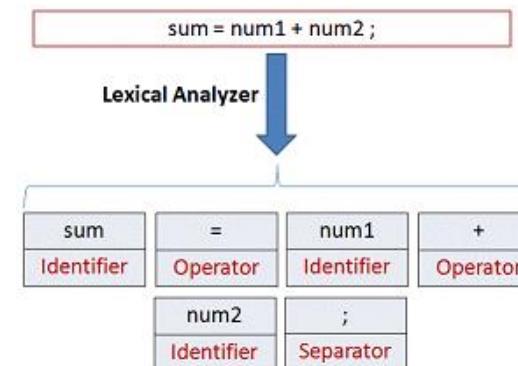 sum = num1 + num2 ;
Lexical Analyzer
sum = num1 +
Identifier Operator Identifier Operator
num2 ;
Identifier Separator